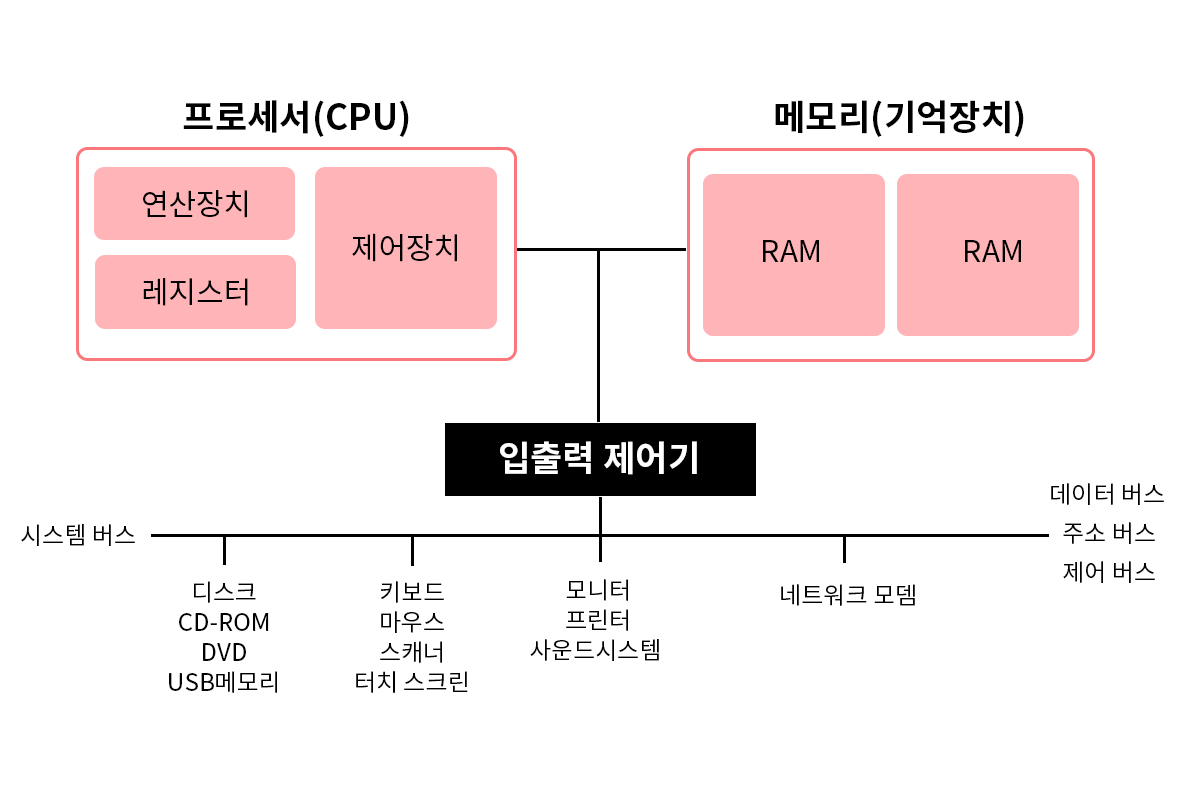 프로세서(CPU)
메모리(기억장치)
연산장치
레지스터
제어장치
RAM
RAM
입출력 제어기
시스템 버스
데이터 버스
주소 버스
제어 버스
디스크
CD-ROM
DVD
USB메모리
키보드
마우스
스캐너
터치 스크린
모니터
프린터
사운드시스템
네트워크 모뎀